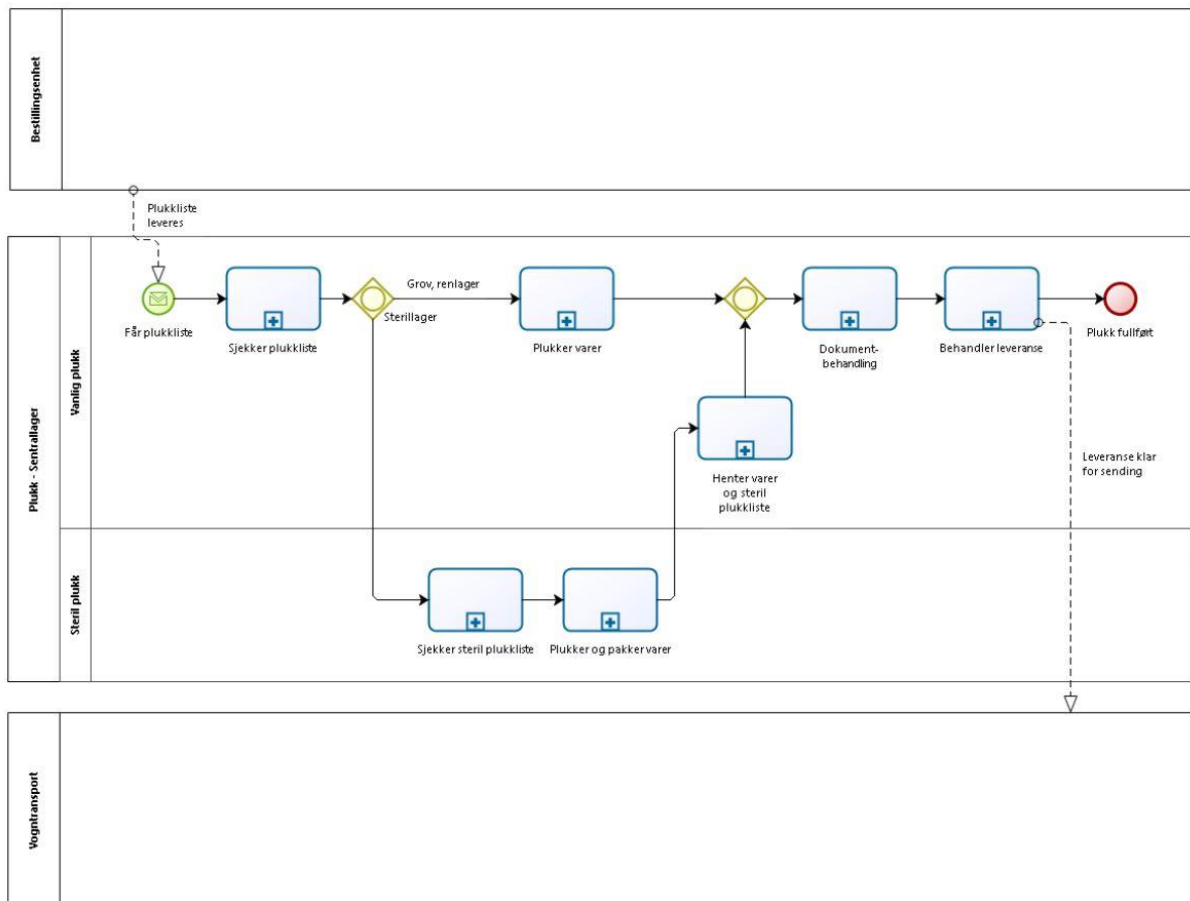 Bestillingsenhet
Plukkliste
leveres
Plukk - Sentrallager
Vanlig plukk
Får plukkliste
Sjekker plukkliste
Grov, renlager
Sterillager
Plukker varer
Dokument-
behandling
Behandler leveranse
Plukk fullført
Henter varer
og steril
plukkliste
Leveranse klar
for sending
Steril plukk
Sjekker steril plukkliste
Plukker og pakker varer
Vogntransport